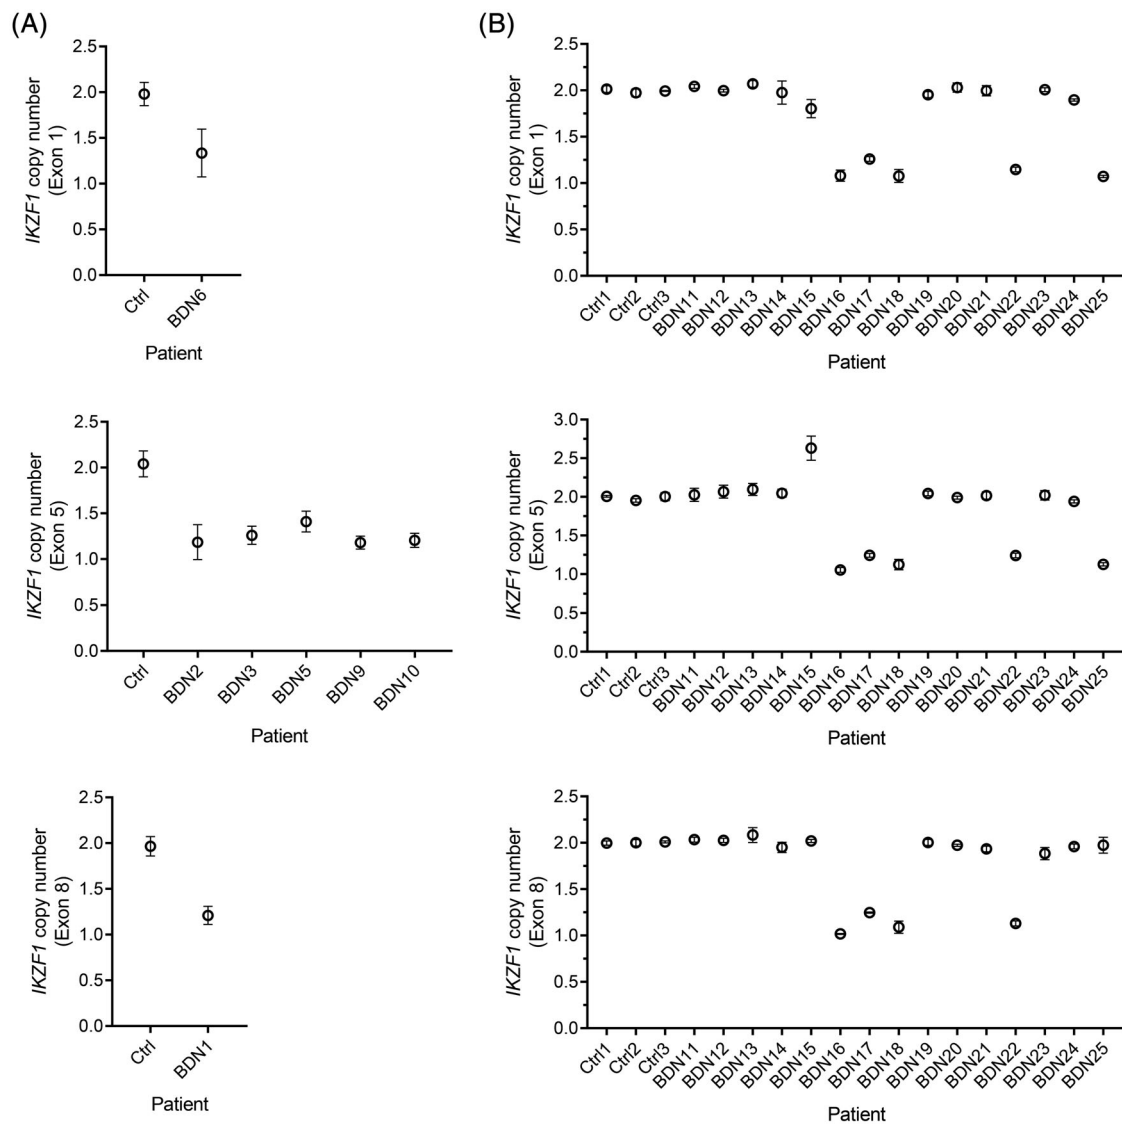 (A)
2.5
2.0
1.5
1.0
0.5
0.0
IKZF1 copy number
(Exon 1)
Ctrl
BDN6
Patient
2.5
2.0
1.5
1.0
0.5
0.0
IKZF1 copy number
(Exon 5)
Ctrl
BDN2
BDN3
BDN5
BDN9
BDN10
Patient
2.5
2.0
1.5
1.0
0.5
0.0
IKZF1 copy number
(Exon 8)
Ctrl
BDN1
Patient
(B)
2.5
2.0
1.5
1.0
0.5
0.0
IKZF1 copy number
(Exon 1)
Ctrl1
Ctrl2
Ctrl3
BDN11
BDN12
BDN13
BDN14
BDN15
BDN16
BDN17
BDN18
BDN19
BDN20
BDN21
BDN22
BDN23
BDN24
BDN25
Patient
3.0
2.5
2.0
1.5
1.0
0.5
0.0
IKZF1 copy number
(Exon 5)
Ctrl1
Ctrl2
Ctrl3
BDN11
BDN12
BDN13
BDN14
BDN15
BDN16
BDN17
BDN18
BDN19
BDN20
BDN21
BDN22
BDN23
BDN24
BDN25
Patient
2.5
2.0
1.5
1.0
0.5
0.0
IKZF1 copy number
(Exon 8)
Ctrl1
Ctrl2
Ctrl3
BDN11
BDN12
BDN13
BDN14
BDN15
BDN16
BDN17
BDN18
BDN19
BDN20
BDN21
BDN22
BDN23
BDN24
BDN25
Patient